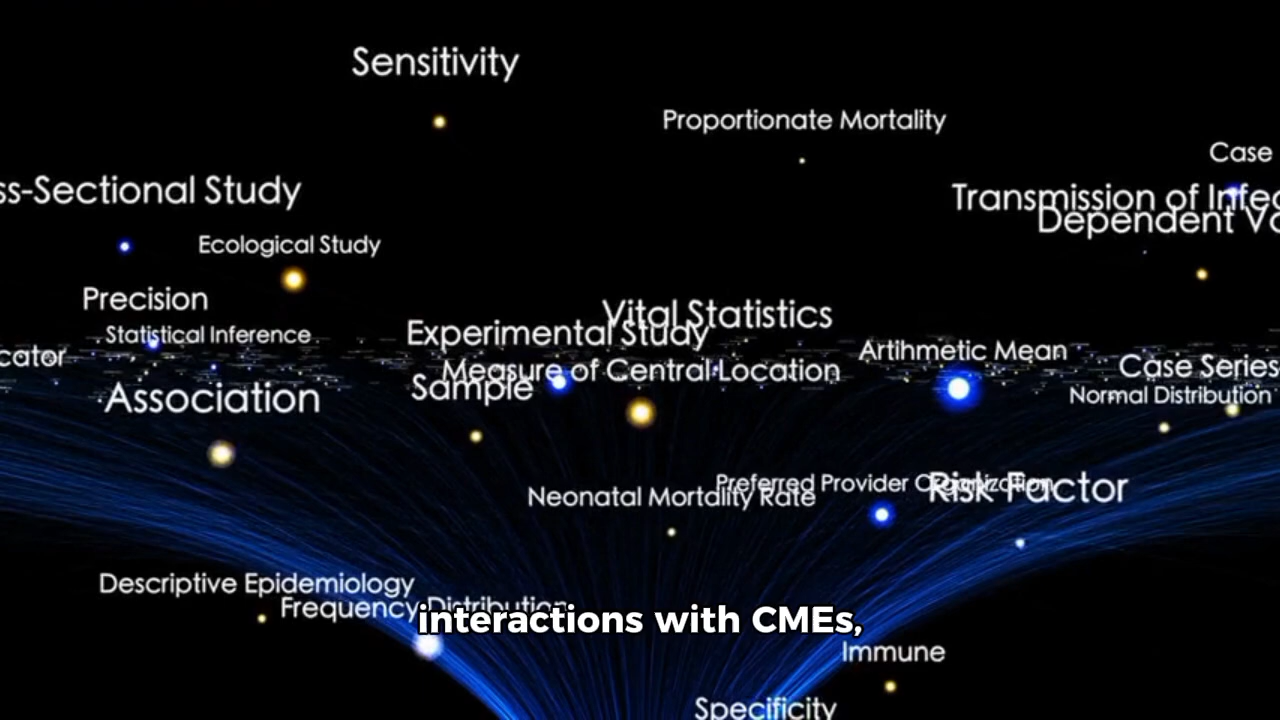 Sensitivity
Proportionate Mortality
Case
ss-Sectional Study
Transmission of Infec
Dependent Va
Ecological Study
Precision
Vital Statistics
Statistical Inference
Experimental Study
cator
Artihmetic Mean
Measure of Central Location
Case Series
Sample
Normal Distribution
Association
Preferred Provider Organization
Risk Factor
Neonatal Mortality Rate
Descriptive Epidemiology
Frequency Distribution
interactions with CMEs,
Immune
Specificity